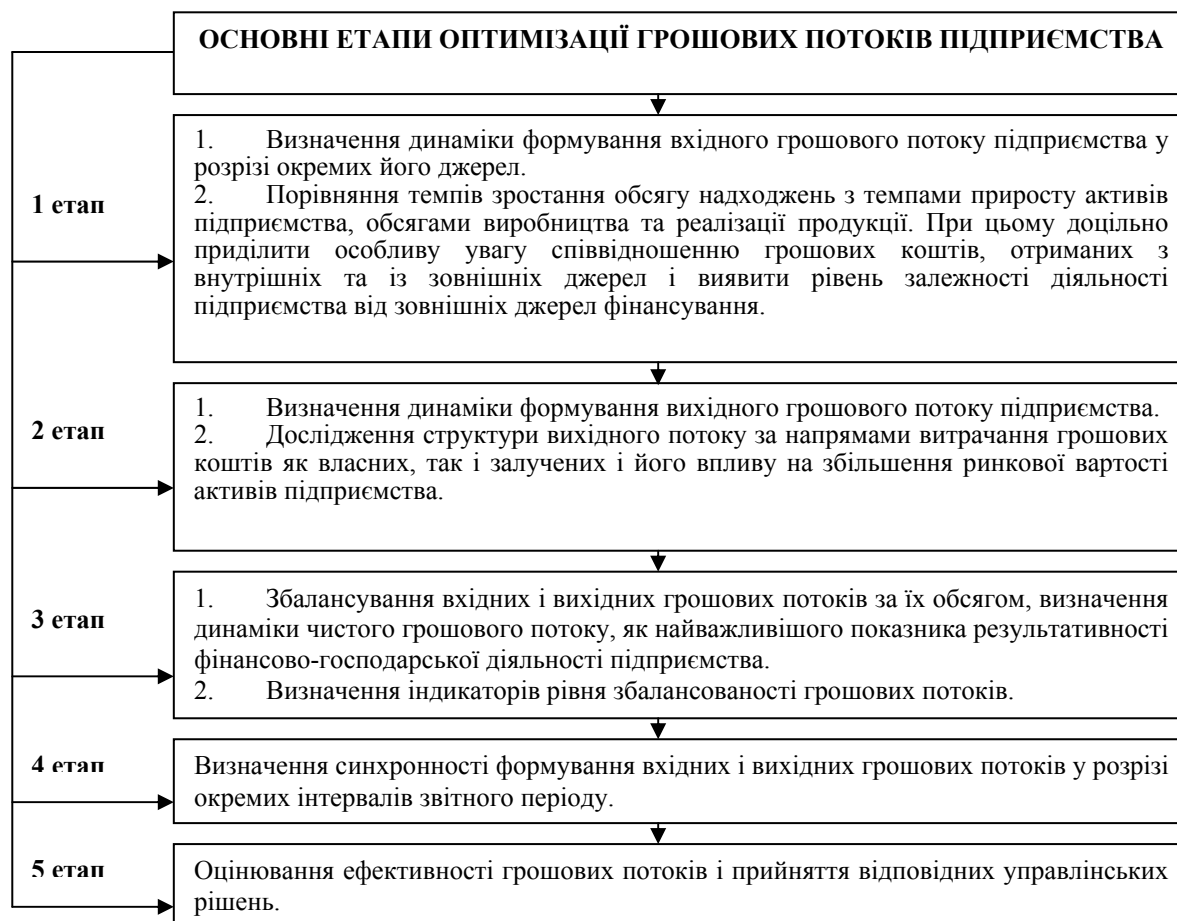 ОСНОВНІ ЕТАПИ ОПТИМІЗАЦІЇ ГРОШОВИХ ПОТОКІВ ПІДПРИЄМСТВА
1 етап
1. Визначення динаміки формування вхідного грошового потоку підприємства у
розрізі окремих його джерел.
2. Порівняння темпів зростання обсягу надходжень з темпами приросту активів
підприємства, обсягами виробництва та реалізації продукції. При цьому доцільно
приділити особливу увагу співвідношенню грошових коштів, отриманих з
внутрішніх та із зовнішніх джерел і виявити рівень залежності діяльності
підприємства від зовнішніх джерел фінансування.
2 етап
1. Визначення динаміки формування вихідного грошового потоку підприємства.
2. Дослідження структури вихідного потоку за напрямами витрачання грошових
коштів як власних, так і залучених і його впливу на збільшення ринкової вартості
активів підприємства.
3 етап
1. Збалансування вхідних і вихідних грошових потоків за їх обсягом, визначення
динаміки чистого грошового потоку, як найважливішого показника результативності
фінансово-господарської діяльності підприємства.
2. Визначення індикаторів рівня збалансованості грошових потоків.
4 етап
Визначення синхронності формування вхідних і вихідних грошових потоків у розрізі
окремих інтервалів звітного періоду.
5 етап
Оцінювання ефективності грошових потоків і прийняття відповідних управлінських
рішень.